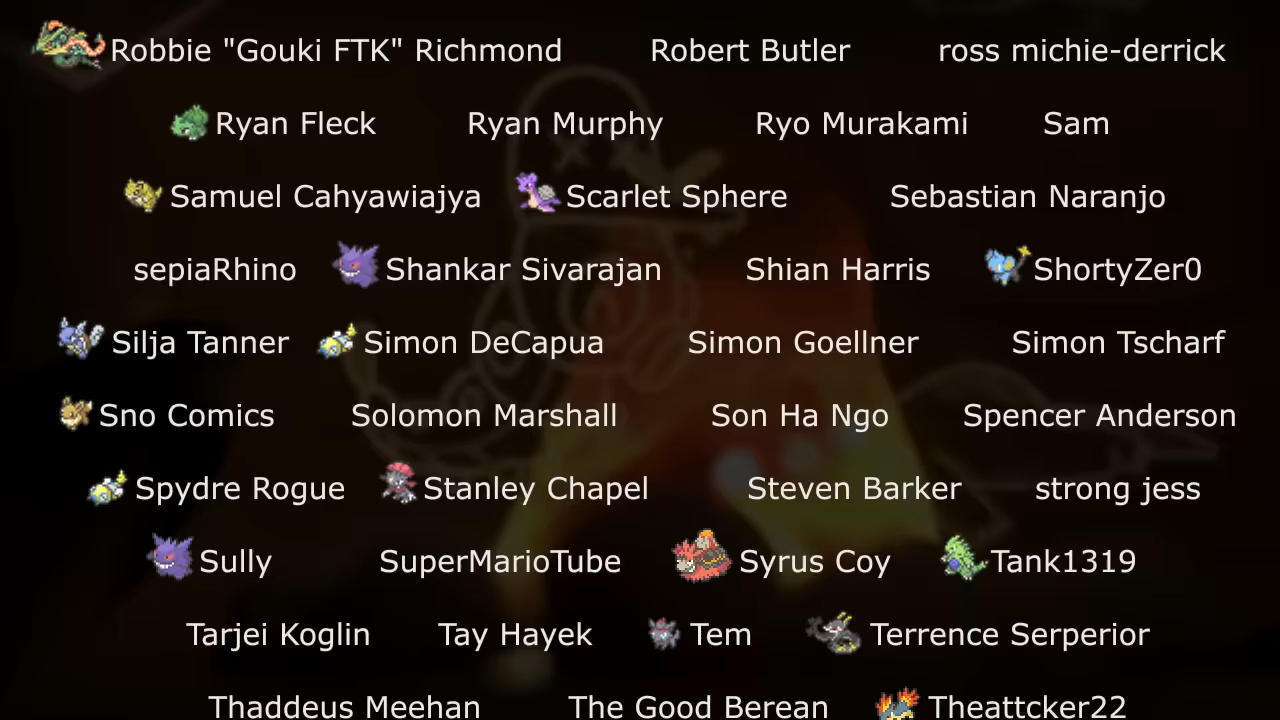 Robbie "Gouki FTK" Richmond Robert Butler ross michie-derrick
Ryan Fleck Ryan Murphy Ryo Murakami Sam
Samuel Cahyawiajya Scarlet Sphere Sebastian Naranjo
sepiaRhino Shankar Sivarajan Shian Harris ShortyZer0
Silja Tanner Simon DeCapua Simon Goellner Simon Tscharf
Sno Comics Solomon Marshall Son Ha Ngo Spencer Anderson
Spydre Rogue Stanley Chapel Steven Barker strong jess
Sully SuperMarioTube Syrus Coy Tank1319
Tarjei Koglin Tay Hayek Tem Terrence Serperior
Thaddeus Meehan The Good Berean Theattcker22